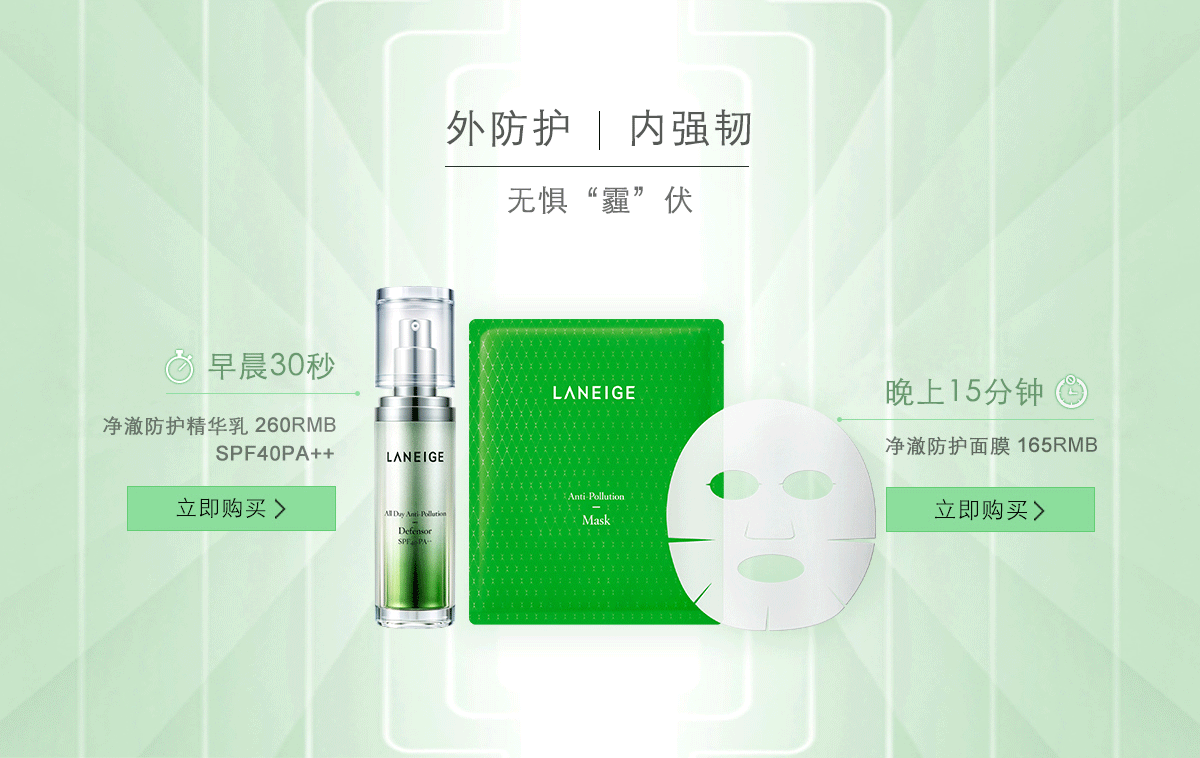 外防护 | 内强韧
无惧“霾”伏
早晨30秒
净澈防护精华乳 260RMB
SPF40PA++
立即购买
LANEIGE
All Day Anti-Pollution
Defensor
SPF40PA++
LANEIGE
Anti-Pollution
Mask
晚上15分钟
净澈防护面膜 165RMB
立即购买